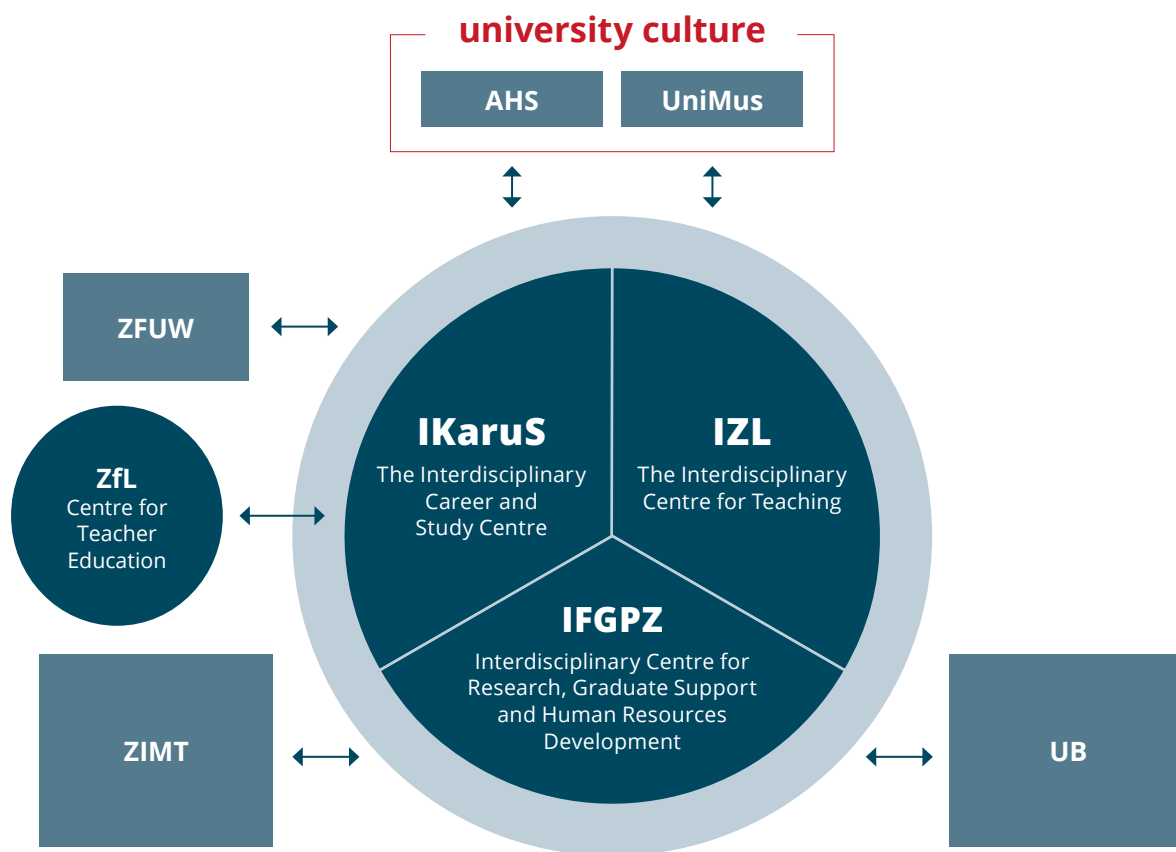 university culture
AHS
UniMus
ZFUW
ZfL
Centre for
Teacher
Education
IKaruS
The Interdisciplinary
Career and
Study Centre
IZL
The Interdisciplinary
Centre for Teaching
IFGPZ
Interdisciplinary Centre for
Research, Graduate Support
and Human Resources
Development
ZIMT
UB